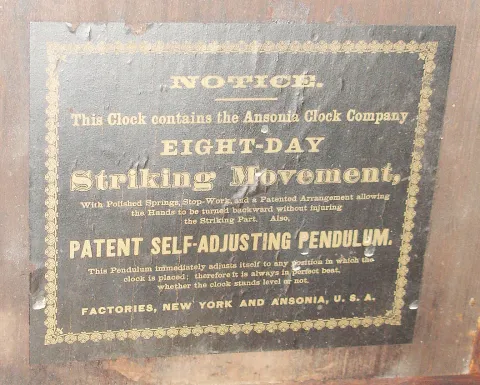 NOTICE.
This Clock contains the Ansonia Clock Company
EIGHT-DAY
Striking Movement,
With Polished Springs, Stop-Work, and a Patented Arrangement allowing
the Hands to be turned backward without injuring
the Striking Part. Also,
PATENT SELF-ADJUSTING PENDULUM.
This Pendulum immediately adjusts itself to any position in which the
clock is placed; therefore it is always in perfect beat,
whether the clock stands level or not.
FACTORIES, NEW YORK AND ANSONIA, U. S. A.